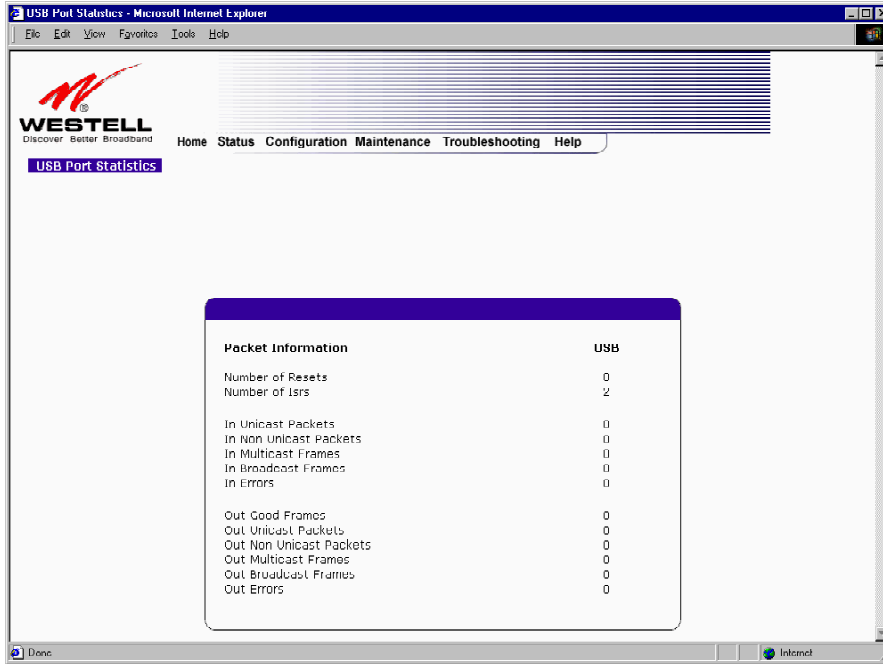 USB Port Statistics - Microsoft Internet Explorer
File Edit View Favorites Tools Help
WESTELL
®
Discover Better Broadband
Home Status Configuration Maintenance Troubleshooting Help
USB Port Statistics
Packet Information USB
Number of Resets 0
Number of Isrs 2
In Unicast Packets 0
In Non Unicast Packets 0
In Multicast Frames 0
In Broadcast Frames 0
In Errors 0
Out Good Frames 0
Out Unicast Packets 0
Out Non Unicast Packets 0
Out Multicast Frames 0
Out Broadcast Frames 0
Out Errors 0
Done Internet